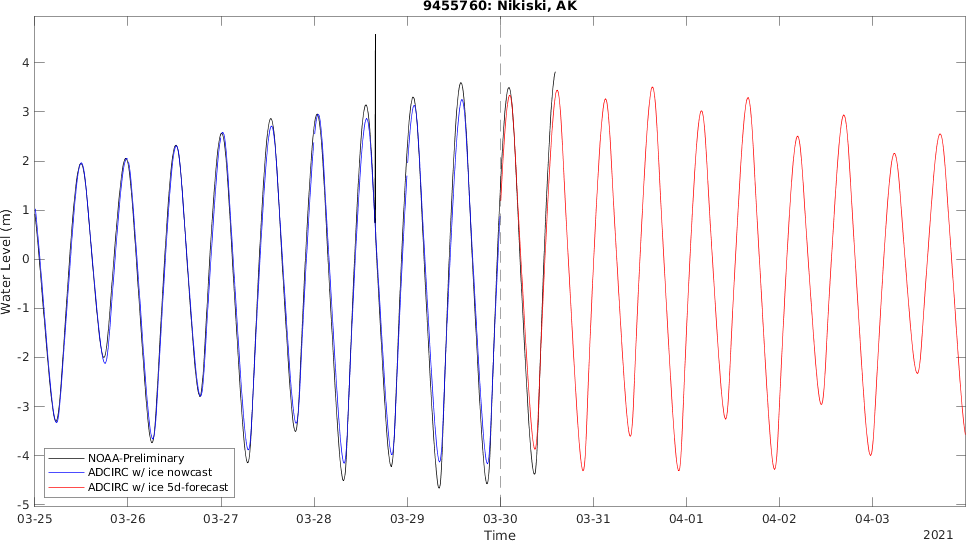 9455760: Nikiski, AK
Water Level (m)
4
3
2
1
0
-1
-2
-3
-4
-5
NOAA-Preliminary
ADCIRC w/ ice nowcast
ADCIRC w/ ice 5d-forecast
03-25 03-26 03-27 03-28 03-29 03-30 03-31 04-01 04-02 04-03
Time
2021